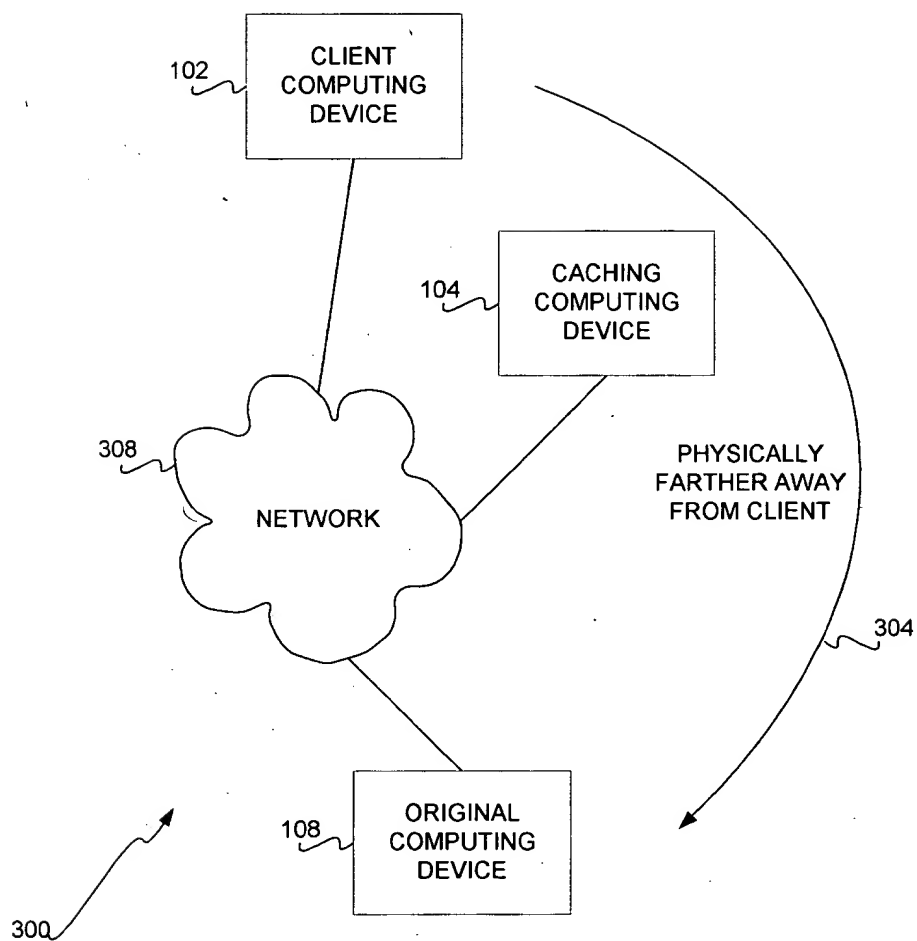 102
CLIENT
COMPUTING
DEVICE
104
CACHING
COMPUTING
DEVICE
308
NETWORK
PHYSICALLY
FARTHER AWAY
FROM CLIENT
304
108
ORIGINAL
COMPUTING
DEVICE
300